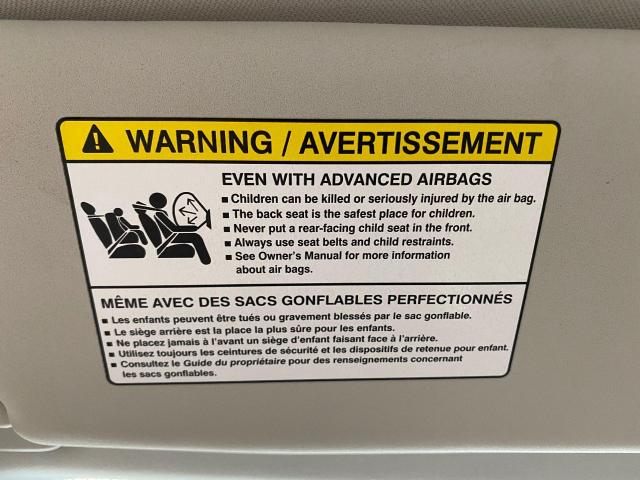 WARNING / AVERTISSEMENT
EVEN WITH ADVANCED AIRBAGS
▪ Children can be killed or seriously injured by the air bag.
▪ The back seat is the safest place for children.
▪ Never put a rear-facing child seat in the front.
▪ Always use seat belts and child restraints.
▪ See Owner's Manual for more information
about air bags.
MÊME AVEC DES SACS GONFLABLES PERFECTIONNÉS
▪ Les enfants peuvent être tués ou gravement blessés par le sac gonflable.
▪ Le siège arrière est la place la plus sûre pour les enfants.
▪ Ne placez jamais à l'avant un siège d'enfant faisant face à l'arrière.
▪ Utilisez toujours les ceintures de sécurité et les dispositifs de retenue pour enfant.
▪ Consultez le Guide du propriétaire pour des renseignements concernant
les sacs gonflables.